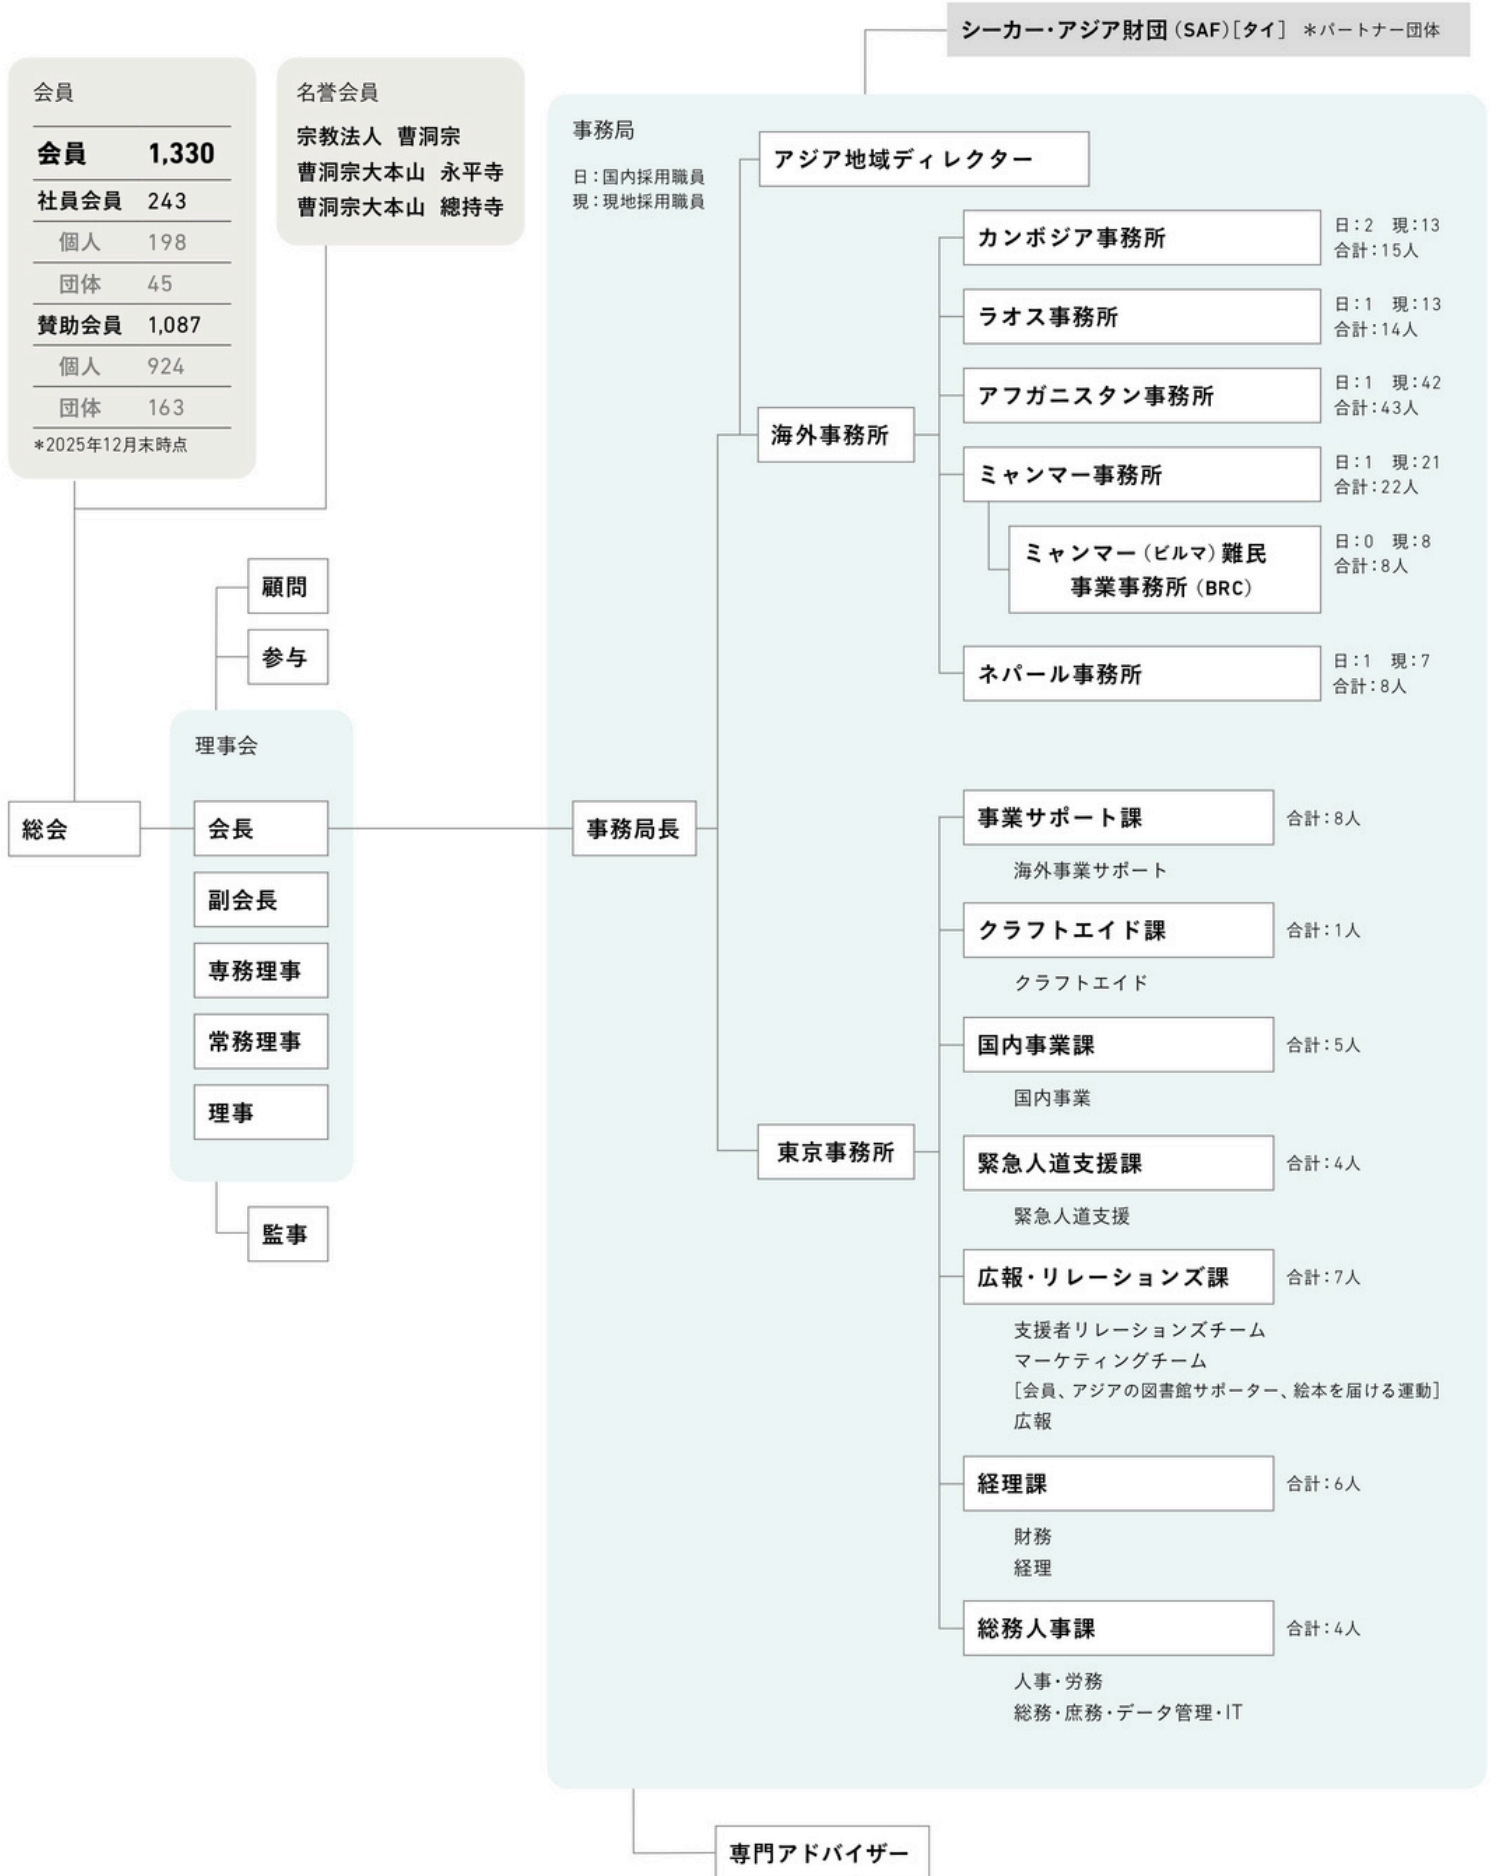 シーカー・アジア財団（SAF）［タイ］ ＊パートナー団体
会員
会員 1,330
社員会員 243
個人 198
団体 45
賛助会員 1,087
個人 924
団体 163
＊2025年12月末時点
名誉会員
宗教法人 曹洞宗
曹洞宗大本山 永平寺
曹洞宗大本山 總持寺
顧問
参与
理事会
総会
会長
副会長
専務理事
常務理事
理事
監事
事務局
日：国内採用職員
現：現地採用職員
事務局長
アジア地域ディレクター
海外事務所
カンボジア事務所
日：2 現：13
合計：15人
ラオス事務所
日：1 現：13
合計：14人
アフガニスタン事務所
日：1 現：42
合計：43人
ミャンマー事務所
日：1 現：21
合計：22人
ミャンマー（ビルマ）難民
事業事務所（BRC）
日：0 現：8
合計：8人
ネパール事務所
日：1 現：7
合計：8人
東京事務所
事業サポート課 合計：8人
海外事業サポート
クラフトエイド課 合計：1人
クラフトエイド
国内事業課 合計：5人
国内事業
緊急人道支援課 合計：4人
緊急人道支援
広報・リレーションズ課 合計：7人
支援者リレーションズチーム
マーケティングチーム
［会員、アジアの図書館サポーター、絵本を届ける運動］
広報
経理課 合計：6人
財務
経理
総務人事課 合計：4人
人事・労務
総務・庶務・データ管理・IT
専門アドバイザー